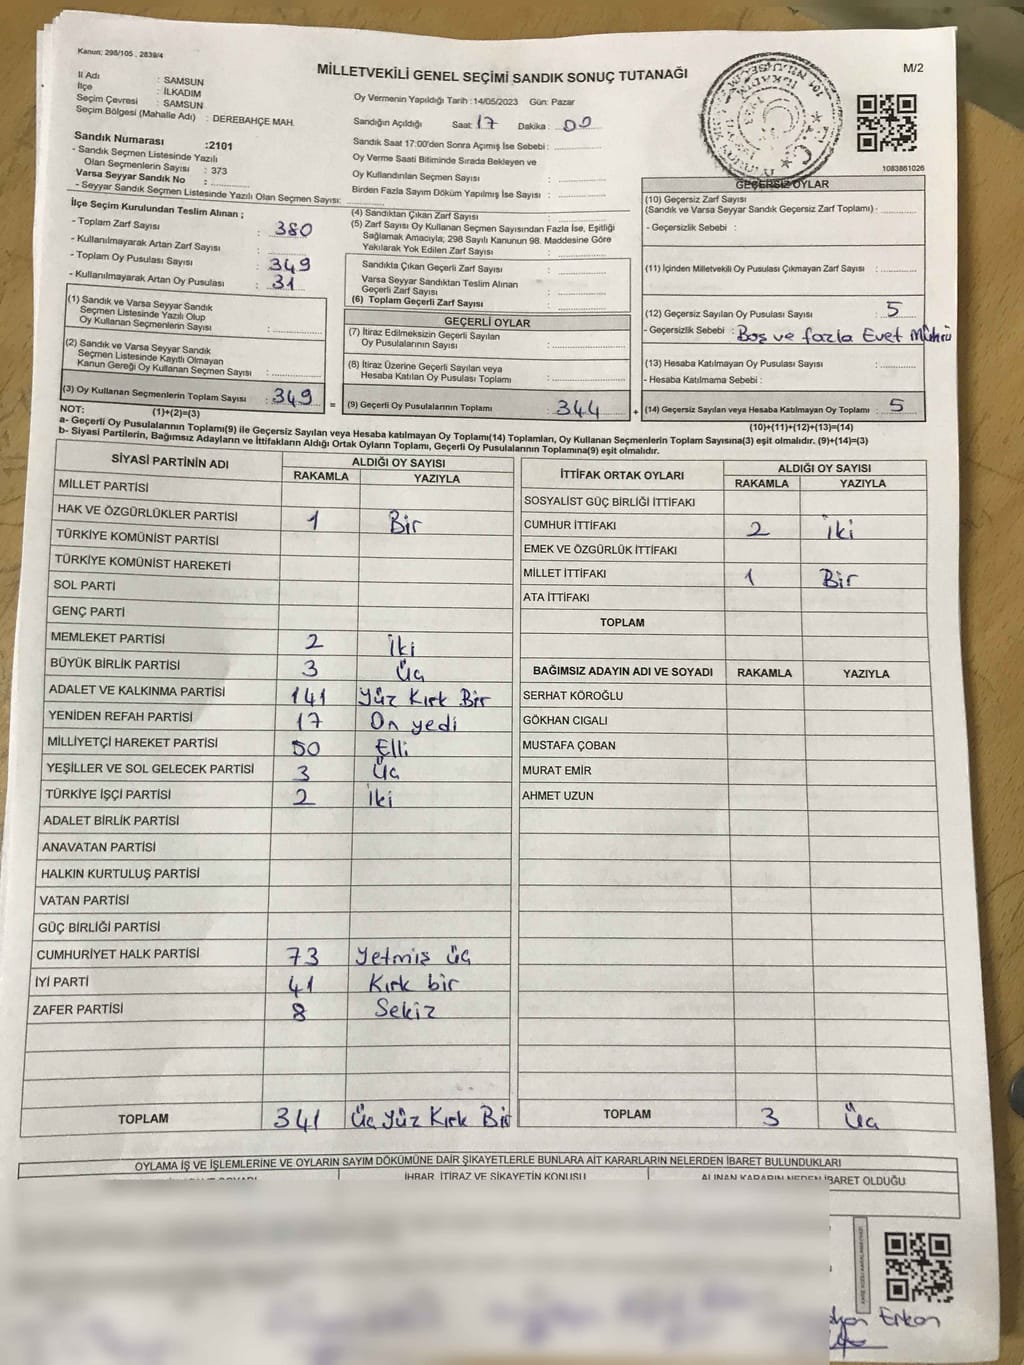 Kanun: 298/105 , 2839/4
MİLLETVEKİLİ GENEL SEÇİMİ SANDIK SONUÇ TUTANAĞI
M/2
İl Adı : SAMSUN
İlçe : İLKADIM
Seçim Çevresi : SAMSUN
Seçim Bölgesi (Mahalle Adı) : DEREBAHÇE MAH.
Sandık Numarası :2101
- Sandık Seçmen Listesinde Yazılı
Olan Seçmenlerin Sayısı : 373
Varsa Seyyar Sandık No :
- Seyyar Sandık Seçmen Listesinde Yazılı Olan Seçmen Sayısı:
İlçe Seçim Kurulundan Teslim Alınan ;
- Toplam Zarf Sayısı : 380
- Kullanılmayarak Artan Zarf Sayısı :
- Toplam Oy Pusulası Sayısı : 349
- Kullanılmayarak Artan Oy Pusulası : 31
(1) Sandık ve Varsa Seyyar Sandık
Seçmen Listesinde Yazılı Olup
Oy Kullanan Seçmenlerin Sayısı :
(2) Sandık ve Varsa Seyyar Sandık
Seçmen Listesinde Kayıtlı Olmayan
Kanun Gereği Oy Kullanan Seçmen Sayısı :
(3) Oy Kullanan Seçmenlerin Toplam Sayısı : 349
Oy Vermenin Yapıldığı Tarih :14/05/2023 Gün: Pazar
Sandığın Açıldığı Saat: 17 Dakika : 00
Sandık Saat 17:00'den Sonra Açılmış İse Sebebi :
Oy Verme Saati Bitiminde Sırada Bekleyen ve
Oy Kullandırılan Seçmen Sayısı :
Birden Fazla Sayım Döküm Yapılmış İse Sayısı :
(4) Sandıktan Çıkan Zarf Sayısı :
(5) Zarf Sayısı Oy Kullanan Seçmen Sayısından Fazla İse, Eşitliği
Sağlamak Amacıyla; 298 Sayılı Kanunun 98. Maddesine Göre
Yakılarak Yok Edilen Zarf Sayısı :
Sandıkta Çıkan Geçerli Zarf Sayısı :
Varsa Seyyar Sandıktan Teslim Alınan
Geçerli Zarf Sayısı :
(6) Toplam Geçerli Zarf Sayısı :
GEÇERLİ OYLAR
(7) İtiraz Edilmeksizin Geçerli Sayılan
Oy Pusulalarının Sayısı :
(8) İtiraz Üzerine Geçerli Sayılan veya
Hesaba Katılan Oy Pusulası Toplamı :
= (9) Geçerli Oy Pusulalarının Toplamı : 344
1083861026
GEÇERSİZ OYLAR
(10) Geçersiz Zarf Sayısı
(Sandık ve Varsa Seyyar Sandık Geçersiz Zarf Toplamı) :
- Geçersizlik Sebebi :
(11) İçinden Milletvekili Oy Pusulası Çıkmayan Zarf Sayısı :
(12) Geçersiz Sayılan Oy Pusulası Sayısı : 5
- Geçersizlik Sebebi : Boş ve fazla Evet Mührü
(13) Hesaba Katılmayan Oy Pusulası Sayısı :
- Hesaba Katılmama Sebebi :
+ (14) Geçersiz Sayılan veya Hesaba Katılmayan Oy Toplamı : 5
NOT: (1)+(2)=(3)
(10)+(11)+(12)+(13)=(14)
a- Geçerli Oy Pusulalarının Toplamı(9) ile Geçersiz Sayılan veya Hesaba katılmayan Oy Toplamı(14) Toplamları, Oy Kullanan Seçmenlerin Toplam Sayısına(3) eşit olmalıdır. (9)+(14)=(3)
b- Siyasi Partilerin, Bağımsız Adayların ve İttifakların Aldığı Ortak Oyların Toplamı, Geçerli Oy Pusulalarının Toplamına(9) eşit olmalıdır.
SİYASİ PARTİNİN ADI ALDIĞI OY SAYISI
RAKAMLA YAZIYLA
MİLLET PARTİSİ
HAK VE ÖZGÜRLÜKLER PARTİSİ 1 Bir
TÜRKİYE KOMÜNİST PARTİSİ
TÜRKİYE KOMÜNİST HAREKETİ
SOL PARTİ
GENÇ PARTİ
MEMLEKET PARTİSİ 2 İki
BÜYÜK BİRLİK PARTİSİ 3 Üç
ADALET VE KALKINMA PARTİSİ 141 Yüz Kırk Bir
YENİDEN REFAH PARTİSİ 17 On yedi
MİLLİYETÇİ HAREKET PARTİSİ 50 Elli
YEŞİLLER VE SOL GELECEK PARTİSİ 3 Üç
TÜRKİYE İŞÇİ PARTİSİ 2 İki
ADALET BİRLİK PARTİSİ
ANAVATAN PARTİSİ
HALKIN KURTULUŞ PARTİSİ
VATAN PARTİSİ
GÜÇ BİRLİĞİ PARTİSİ
CUMHURİYET HALK PARTİSİ 73 Yetmiş üç
İYİ PARTİ 41 Kırk bir
ZAFER PARTİSİ 8 Sekiz
TOPLAM 341 Üç Yüz Kırk Bir
İTTİFAK ORTAK OYLARI ALDIĞI OY SAYISI
RAKAMLA YAZIYLA
SOSYALİST GÜÇ BİRLİĞİ İTTİFAKI
CUMHUR İTTİFAKI 2 İki
EMEK VE ÖZGÜRLÜK İTTİFAKI
MİLLET İTTİFAKI 1 Bir
ATA İTTİFAKI
TOPLAM
BAĞIMSIZ ADAYIN ADI VE SOYADI RAKAMLA YAZIYLA
SERHAT KÖROĞLU
GÖKHAN CIGALI
MUSTAFA ÇOBAN
MURAT EMİR
AHMET UZUN
TOPLAM 3 Üç
OYLAMA İŞ VE İŞLEMLERİNE VE OYLARIN SAYIM DÖKÜMÜNE DAİR ŞİKAYETLERLE BUNLARA AİT KARARLARIN NELERDEN İBARET BULUNDUKLARI
İHBAR, İTİRAZ VE ŞİKAYETİN KONUSU ALINAN KARARIN NEDEN İBARET OLDUĞU
Erkan